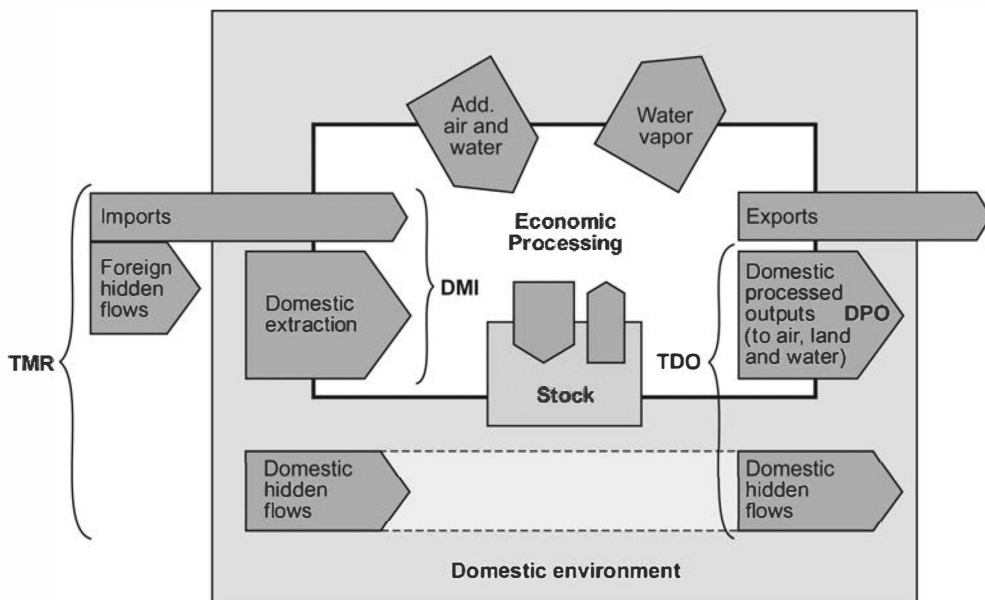 Add.
air and
water
Water
vapor
Imports
Exports
Economic
Processing
Foreign
hidden
flows
Domestic
extraction
DMI
Domestic
processed
outputs DPO
(to air, land
and water)
TMR
TDO
Stock
Domestic
hidden
flows
Domestic
hidden
flows
Domestic environment